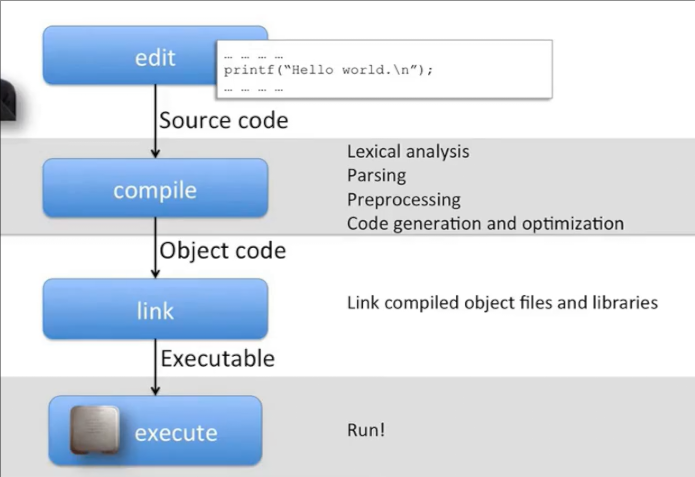 edit
… … … …
printf(“Hello world.\n”);
… … … …
Source code
compile
Lexical analysis
Parsing
Preprocessing
Code generation and optimization
Object code
link
Link compiled object files and libraries
Executable
execute
Run!